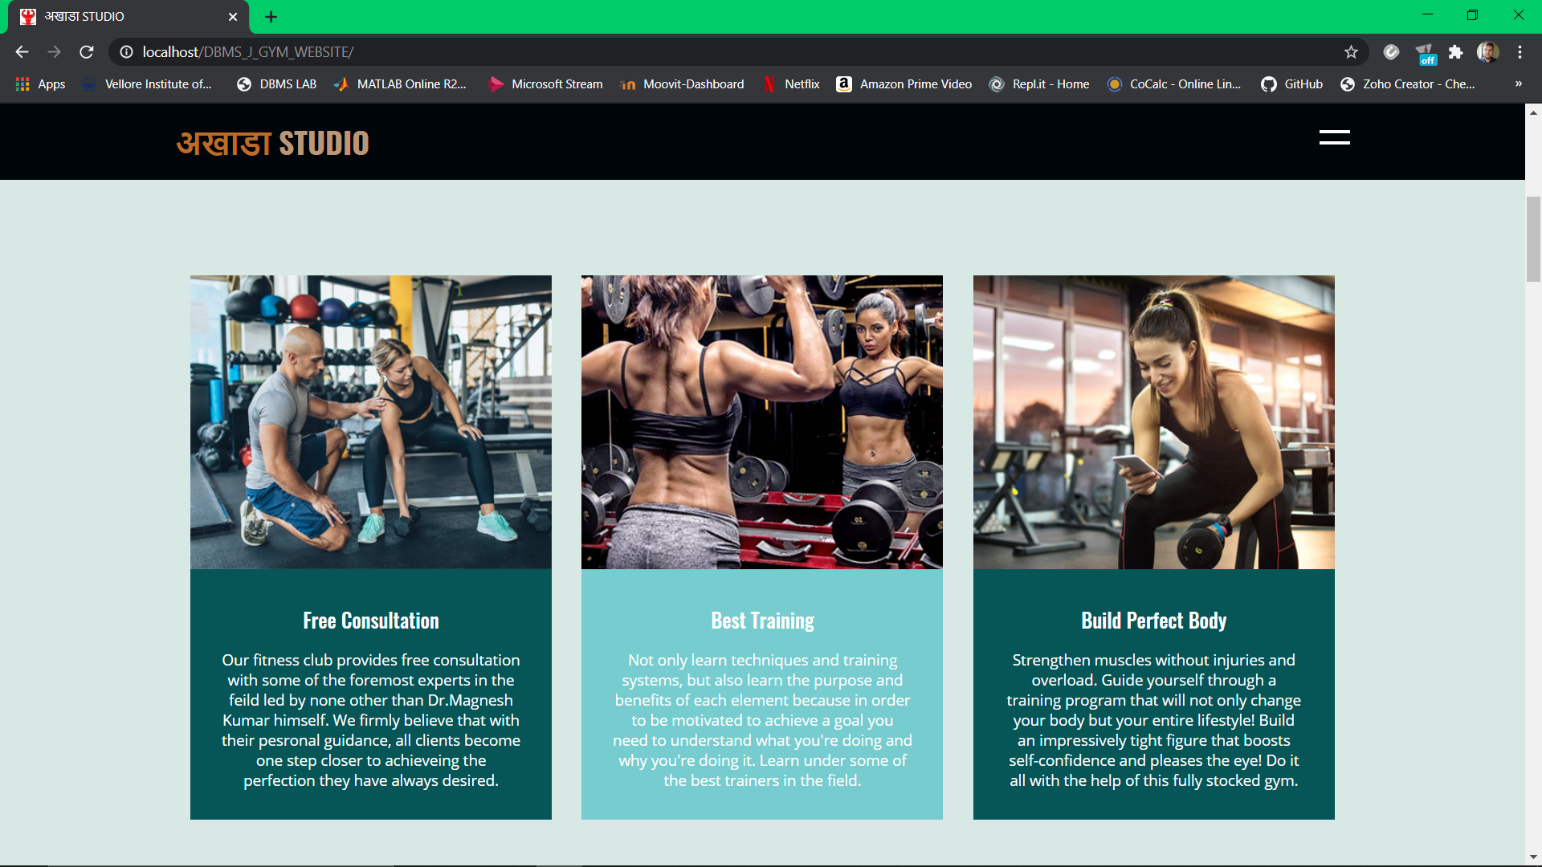 अखाडा STUDIO
localhost/DBMS_J_GYM_WEBSITE/
off
Apps Vellore Institute of... DBMS LAB MATLAB Online R2... Microsoft Stream Moovit-Dashboard Netflix Amazon Prime Video Repl.it - Home CoCalc - Online Lin... GitHub Zoho Creator - Che... »
अखाडा STUDIO
Free Consultation
Our fitness club provides free consultation
with some of the foremost experts in the
feild led by none other than Dr.Magnesh
Kumar himself. We firmly believe that with
their pesronal guidance, all clients become
one step closer to achieveing the
perfection they have always desired.
Best Training
Not only learn techniques and training
systems, but also learn the purpose and
benefits of each element because in order
to be motivated to achieve a goal you
need to understand what you're doing and
why you're doing it. Learn under some of
the best trainers in the field.
Build Perfect Body
Strengthen muscles without injuries and
overload. Guide yourself through a
training program that will not only change
your body but your entire lifestyle! Build
an impressively tight figure that boosts
self-confidence and pleases the eye! Do it
all with the help of this fully stocked gym.